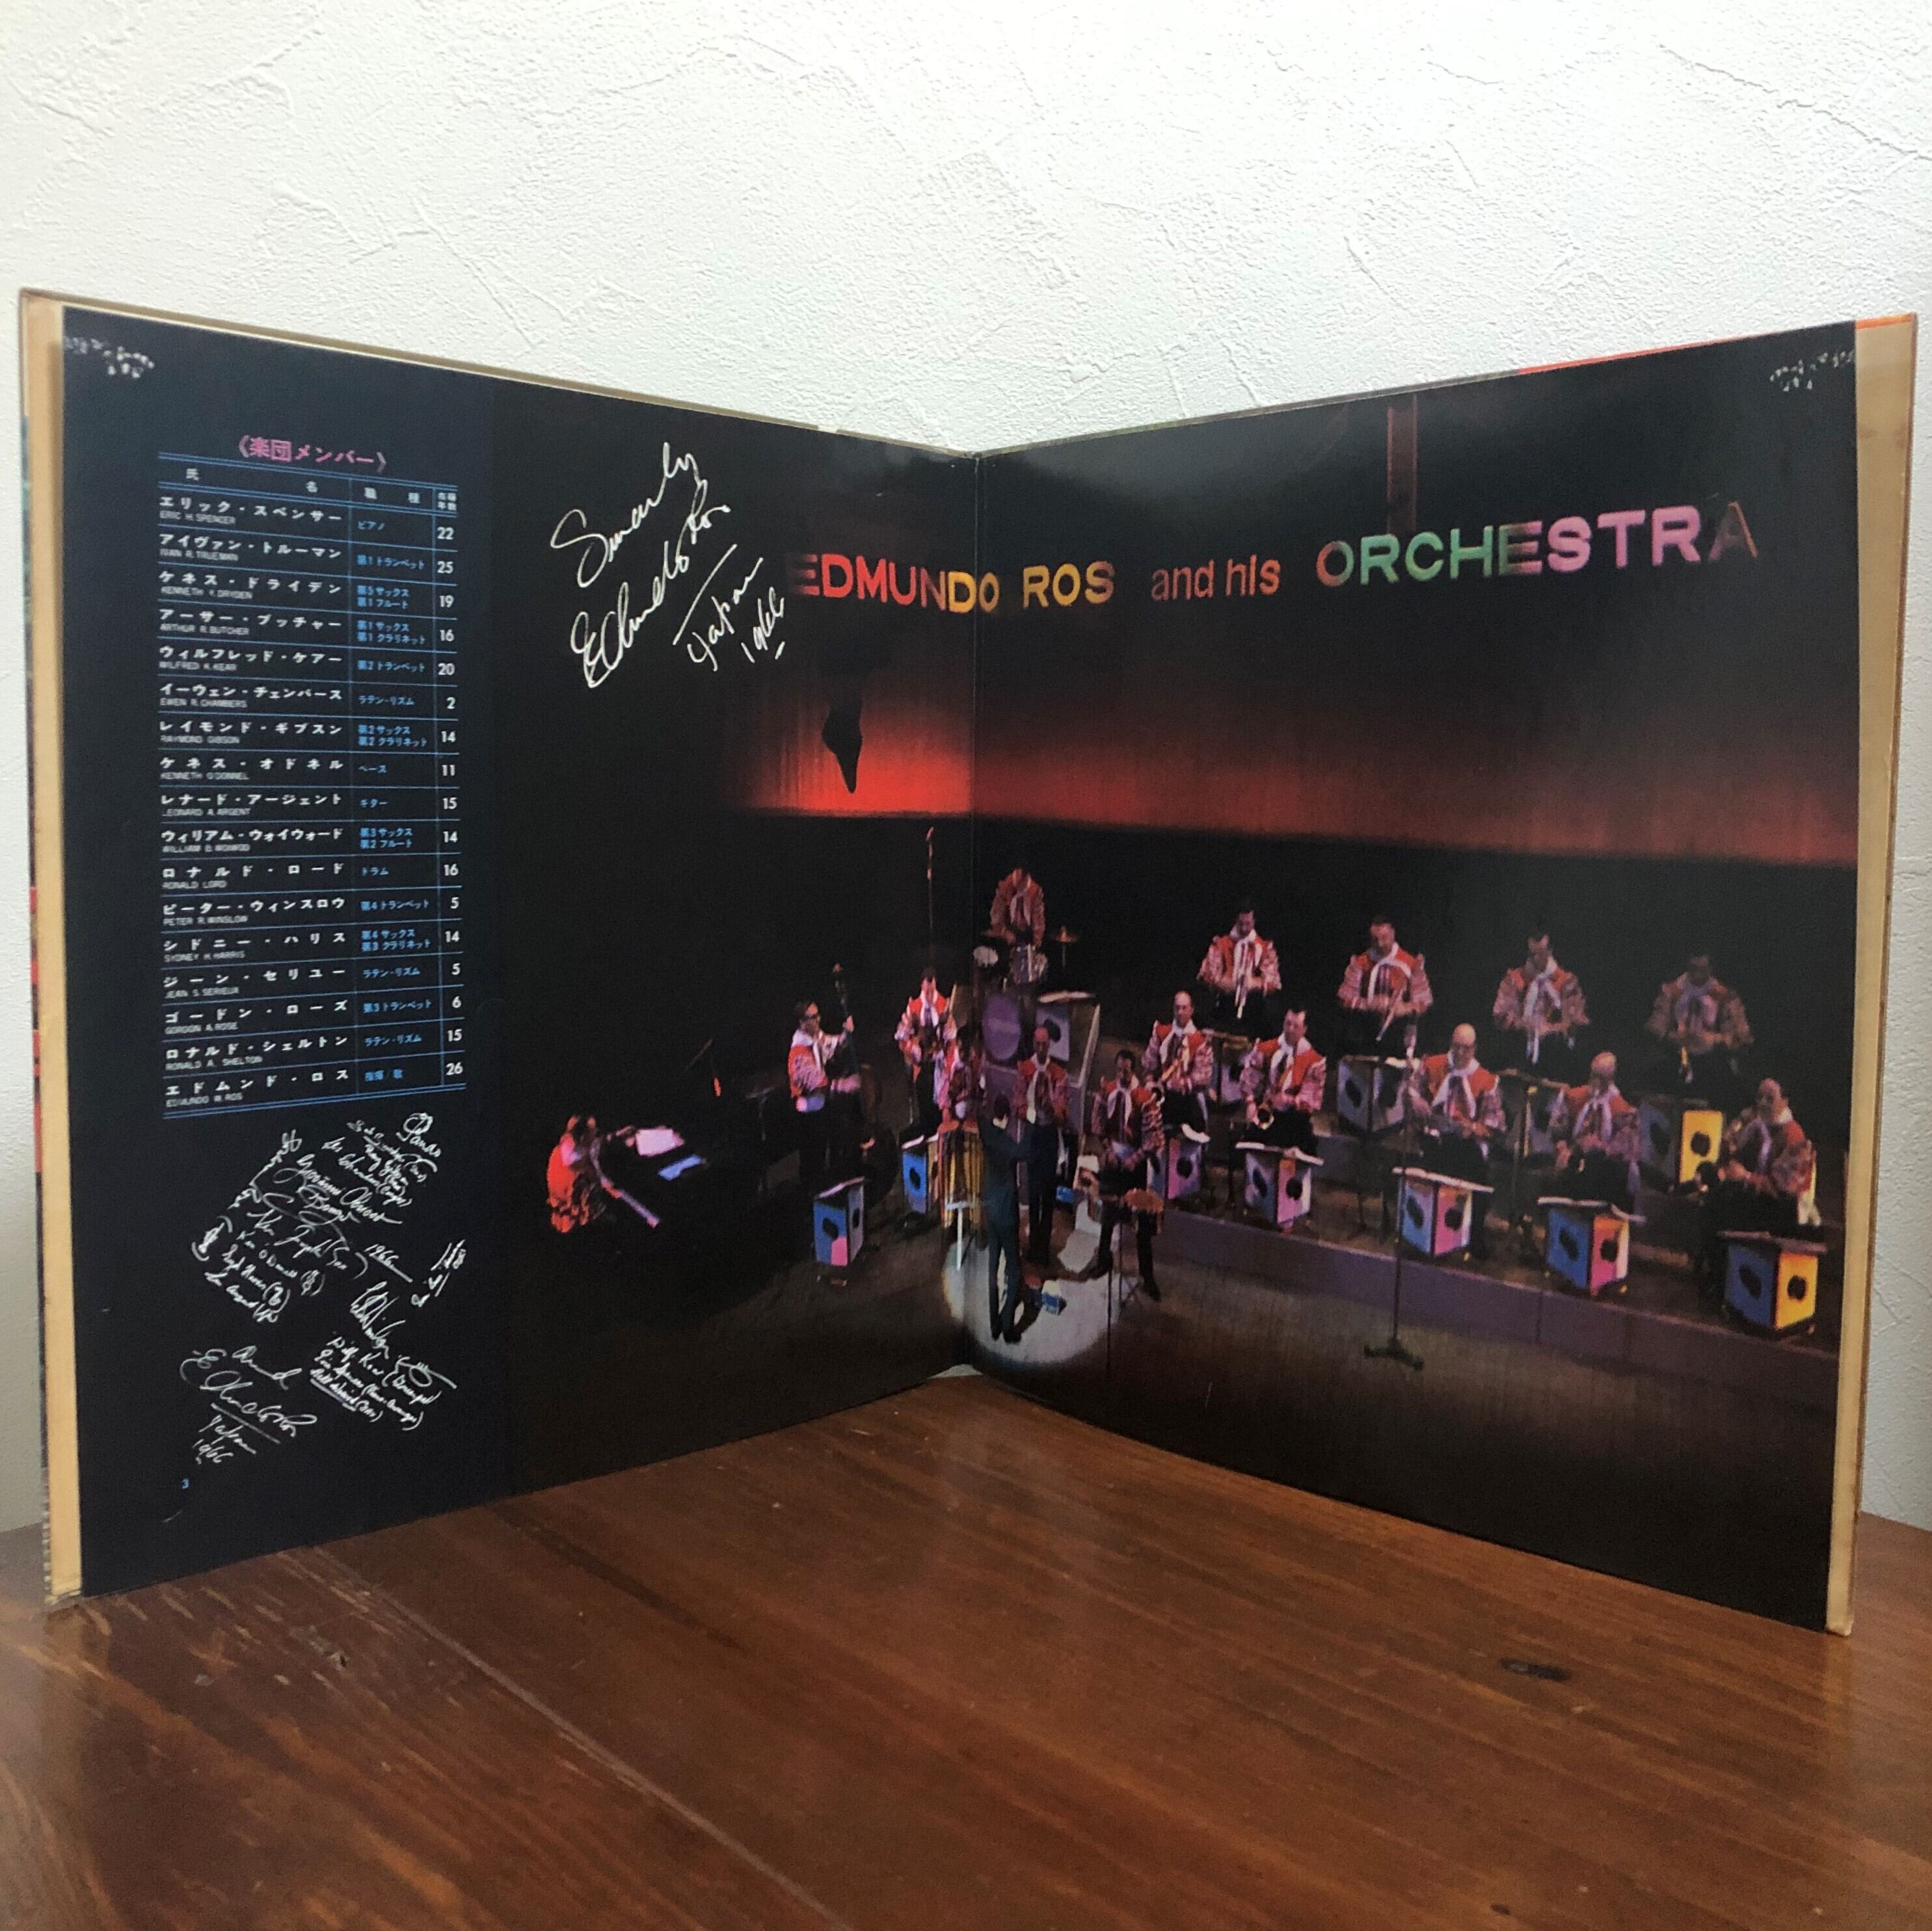 《楽団メンバー》
氏 名 職 種 在籍年数
エリック・スペンサー ピアノ 22
ERIC H. SPENCER
アイヴァン・トルーマン 第1トランペット 25
IVAN R. TRUEMAN
ケネス・ドライデン 第5サックス 第1フルート 19
KENNETH Y. DRYDEN
アーサー・ブッチャー 第1サックス 第1クラリネット 16
ARTHUR R. BUTCHER
ウィルフレッド・ケアー 第2トランペット 20
WILFRED K. KEAR
イーウェン・チェンバース ラテン・リズム 2
EWEN R. CHAMBERS
レイモンド・ギブスン 第2サックス 第2クラリネット 14
RAYMOND GIBSON
ケネス・オドネル ベース 11
KENNETH O'DONNEL
レナード・アージェント ギター 15
LEONARD A. ARGENT
ウィリアム・ウォイウォード 第3サックス 第2フルート 14
WILLIAM B. WOIWOD
ロナルド・ロード ドラム 16
RONALD LORD
ピーター・ウィンスロウ 第4トランペット 5
PETER R. WINSLOW
シドニー・ハリス 第4サックス 第3クラリネット 14
SYDNEY H. HARRIS
ジーン・セリユー ラテン・リズム 5
JEAN S. SERIEUX
ゴードン・ローズ 第3トランペット 6
GORDON A. ROSE
ロナルド・シェルトン ラテン・リズム 15
RONALD A. SHELTON
エドムンド・ロス 指揮/歌 26
EDMUNDO W. ROS
1966
Edmundo Ros
Japan
1966
3
Sincerely
Edmundo Ros
Japan
1966
EDMUNDO ROS and his ORCHESTRA